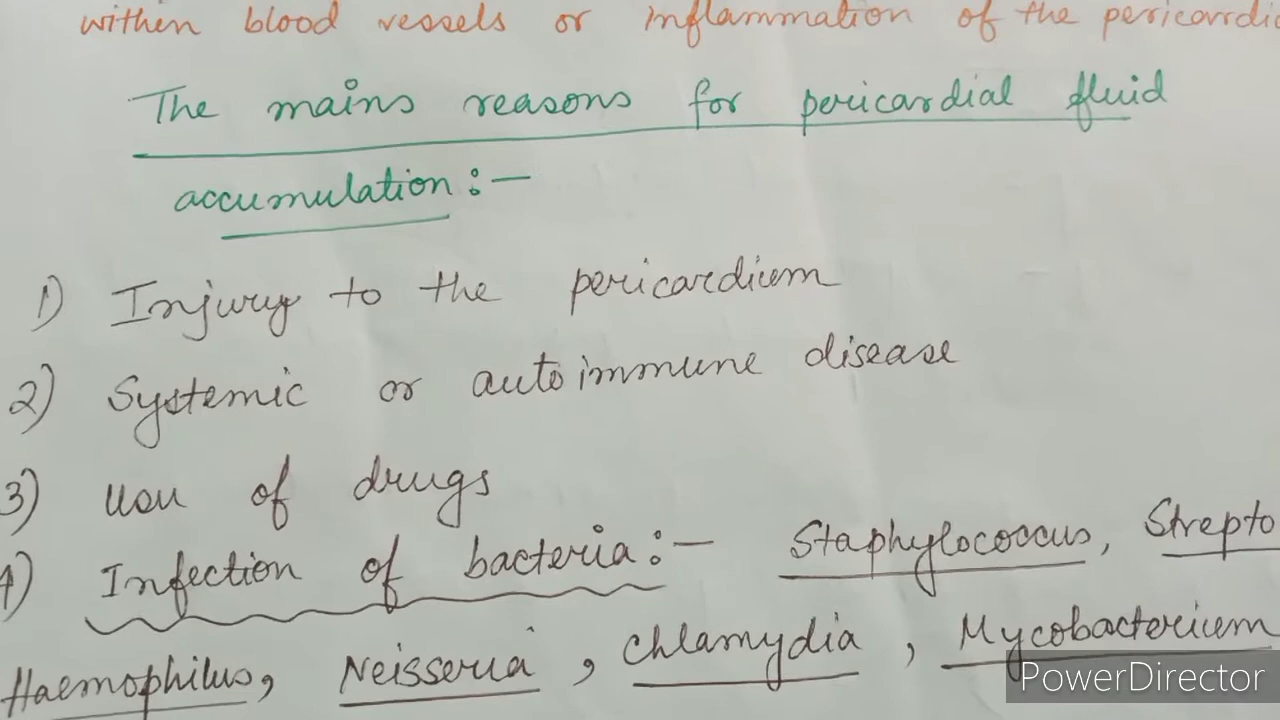 within blood vessels or inflammation of the pericardi
The mains reasons for pericardial fluid
accumulation:-
1) Injury to the pericardium
2) Systemic or autoimmune disease
3) use of drugs
4) Infection of bacteria:- Staphylococcus, Strepto
Haemophilus, Neisseria, Chlamydia, Mycobacterium
PowerDirector